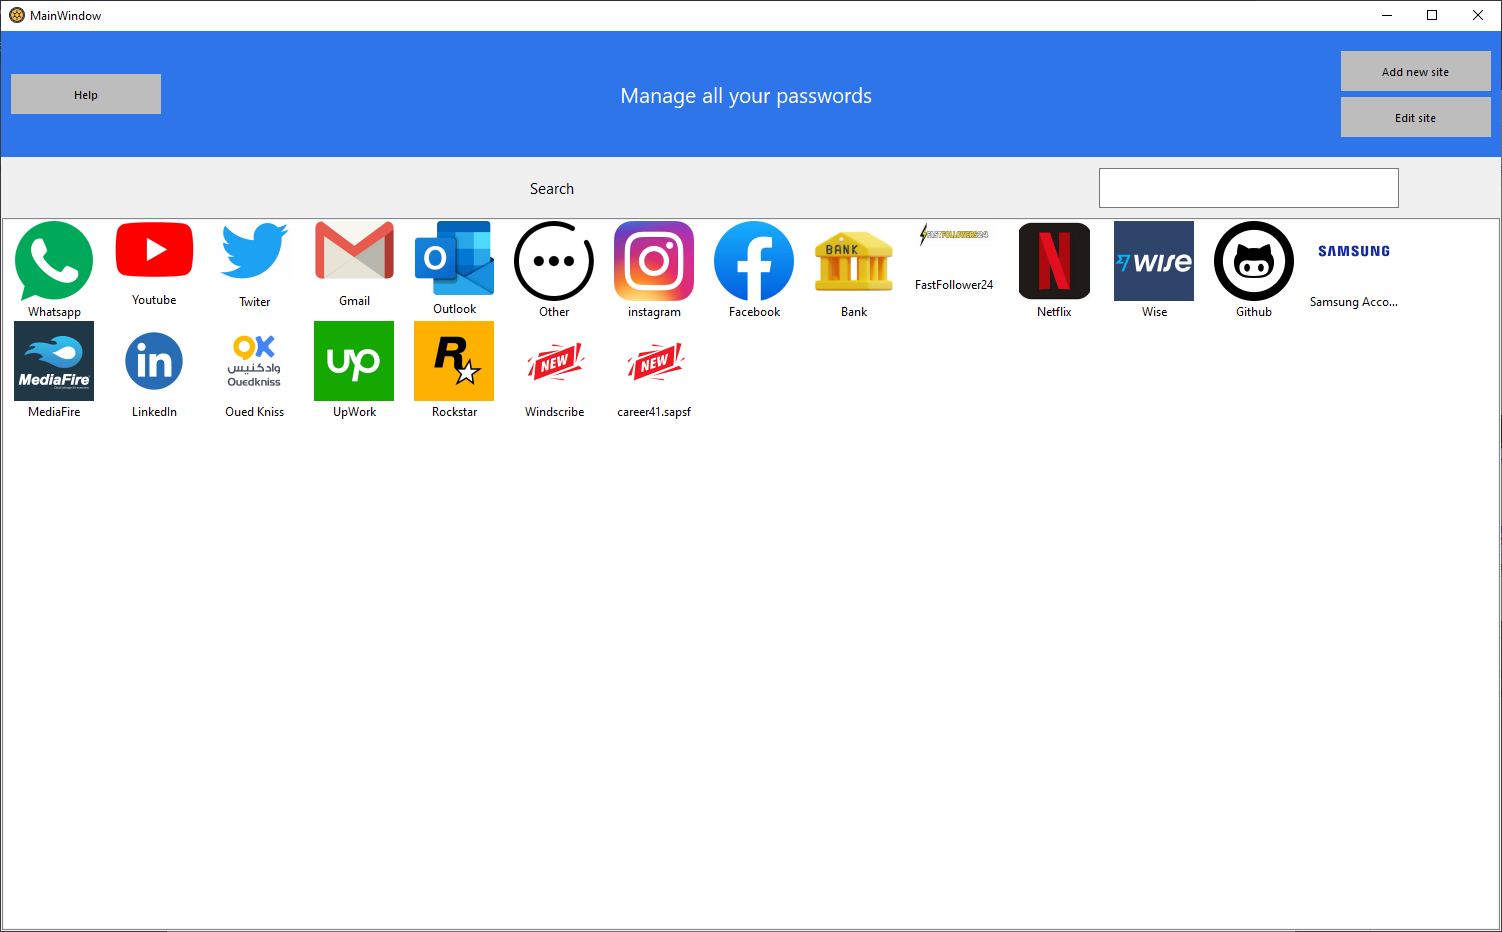 MainWindow
Help
Manage all your passwords
Add new site
Edit site
Search
BANK
FASTFOLLOWERS24
SAMSUNG
WISE
Whatsapp
Youtube
Twiter
Gmail
Outlook
Other
instagram
Facebook
Bank
FastFollower24
Netflix
Wise
Github
Samsung Acco...
MediaFire
in
OK
وادكنيس
Ouedkniss
up
R
NEW
NEW
MediaFire
LinkedIn
Oued Kniss
UpWork
Rockstar
Windscribe
career41.sapsf